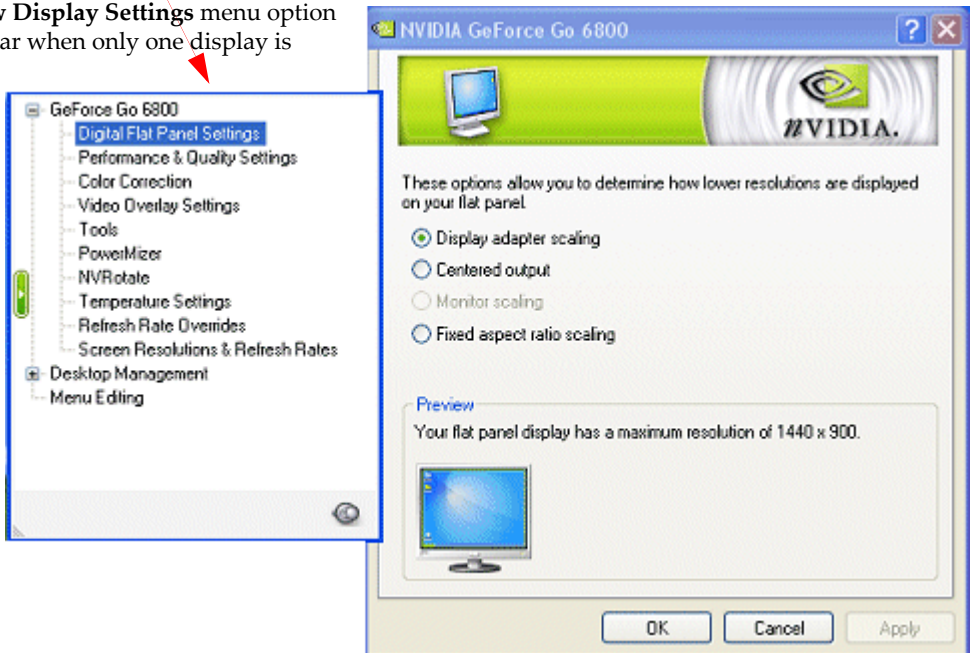 Display Settings menu option
ar when only one display is
GeForce Go 6800
Digital Flat Panel Settings
Performance & Quality Settings
Color Correction
Video Overlay Settings
Tools
PowerMizer
NVRotate
Temperature Settings
Refresh Rate Overrides
Screen Resolutions & Refresh Rates
Desktop Management
Menu Editing
NVIDIA GeForce Go 6800
NVIDIA.
These options allow you to determine how lower resolutions are displayed
on your flat panel.
Display adapter scaling
Centered output
Monitor scaling
Fixed aspect ratio scaling
Preview
Your flat panel display has a maximum resolution of 1440 x 900.
OK
Cancel
Apply